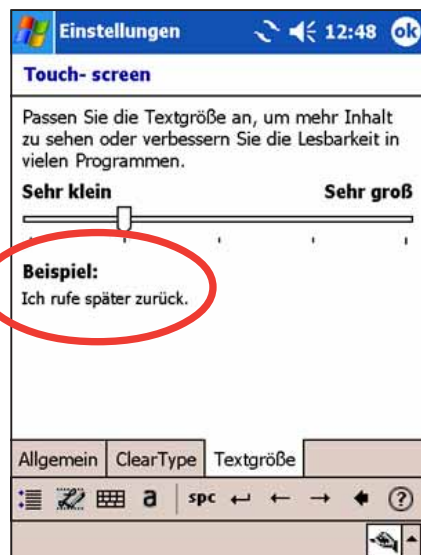 Einstellungen 12:48 ok
Touch- screen
Passen Sie die Textgröße an, um mehr Inhalt
zu sehen oder verbessern Sie die Lesbarkeit in
vielen Programmen.
Sehr klein Sehr groß
Beispiel:
Ich rufe später zurück.
Allgemein ClearType Textgröße
a spc ?